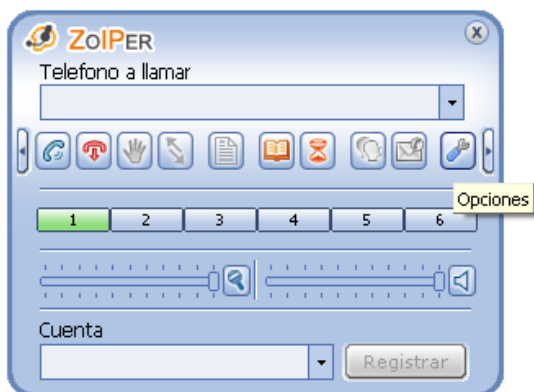 ZoIPER
Telefono a llamar
Opciones
1 2 3 4 5 6
Cuenta
Registrar